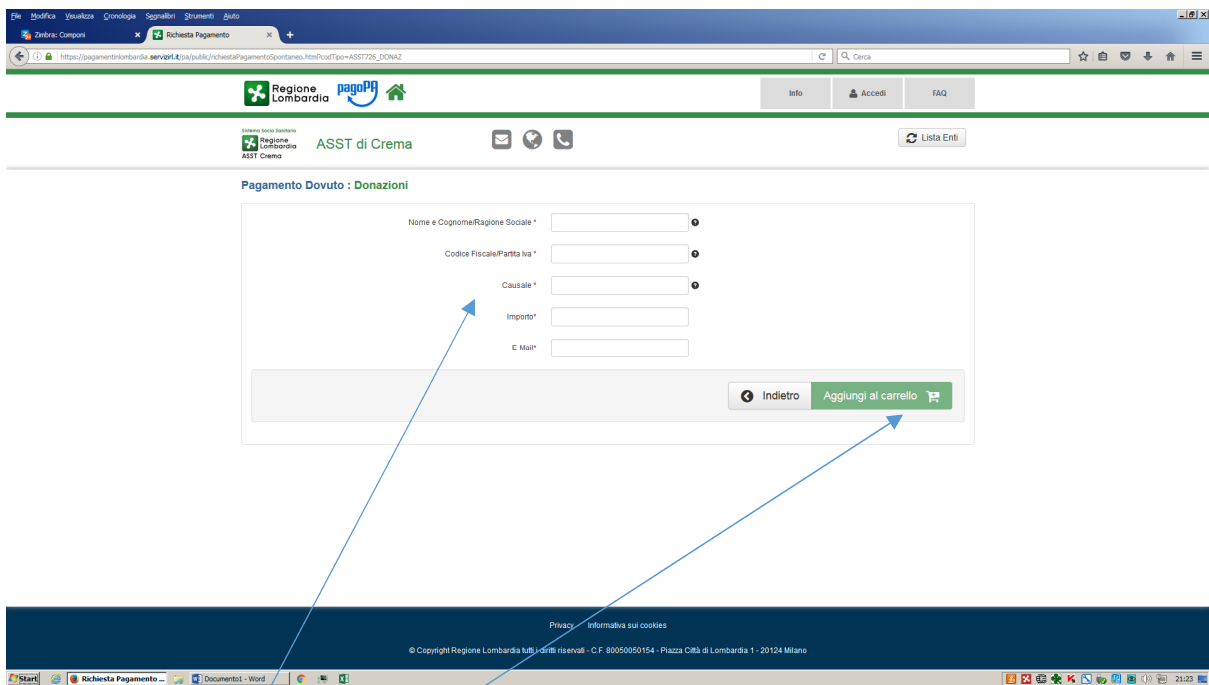 File Modifica Visualizza Cronologia Segnalibri Strumenti Aiuto
Zimbra: Componi
Richiesta Pagamento
https://pagamentinlombardia.servizirl.it/pa/public/richiestaPagamentoSpontaneo.html?codTipo=ASST726_DONAZ
Cerca
Regione Lombardia
pagoPA
Info
Accedi
FAQ
Sistema Socio Sanitario
Regione Lombardia
ASST Crema
ASST di Crema
Lista Enti
Pagamento Dovuto : Donazioni
Nome e Cognome/Ragione Sociale *
Codice Fiscale/Partita Iva *
Causale *
Importo*
E Mail*
Indietro
Aggiungi al carrello
Privacy Informativa sui cookies
© Copyright Regione Lombardia tutti i diritti riservati - C.F. 80050050154 - Piazza Città di Lombardia 1 - 20124 Milano
Start
Richiesta Pagamento ...
Documento1 - Word
21:23